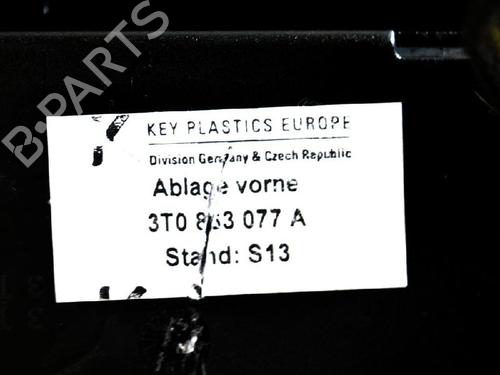 B-PARTS
KEY PLASTICS EUROPE
Division Germany & Czech Republic
Ablage vorne
3T0 863 077 A
Stand: S13